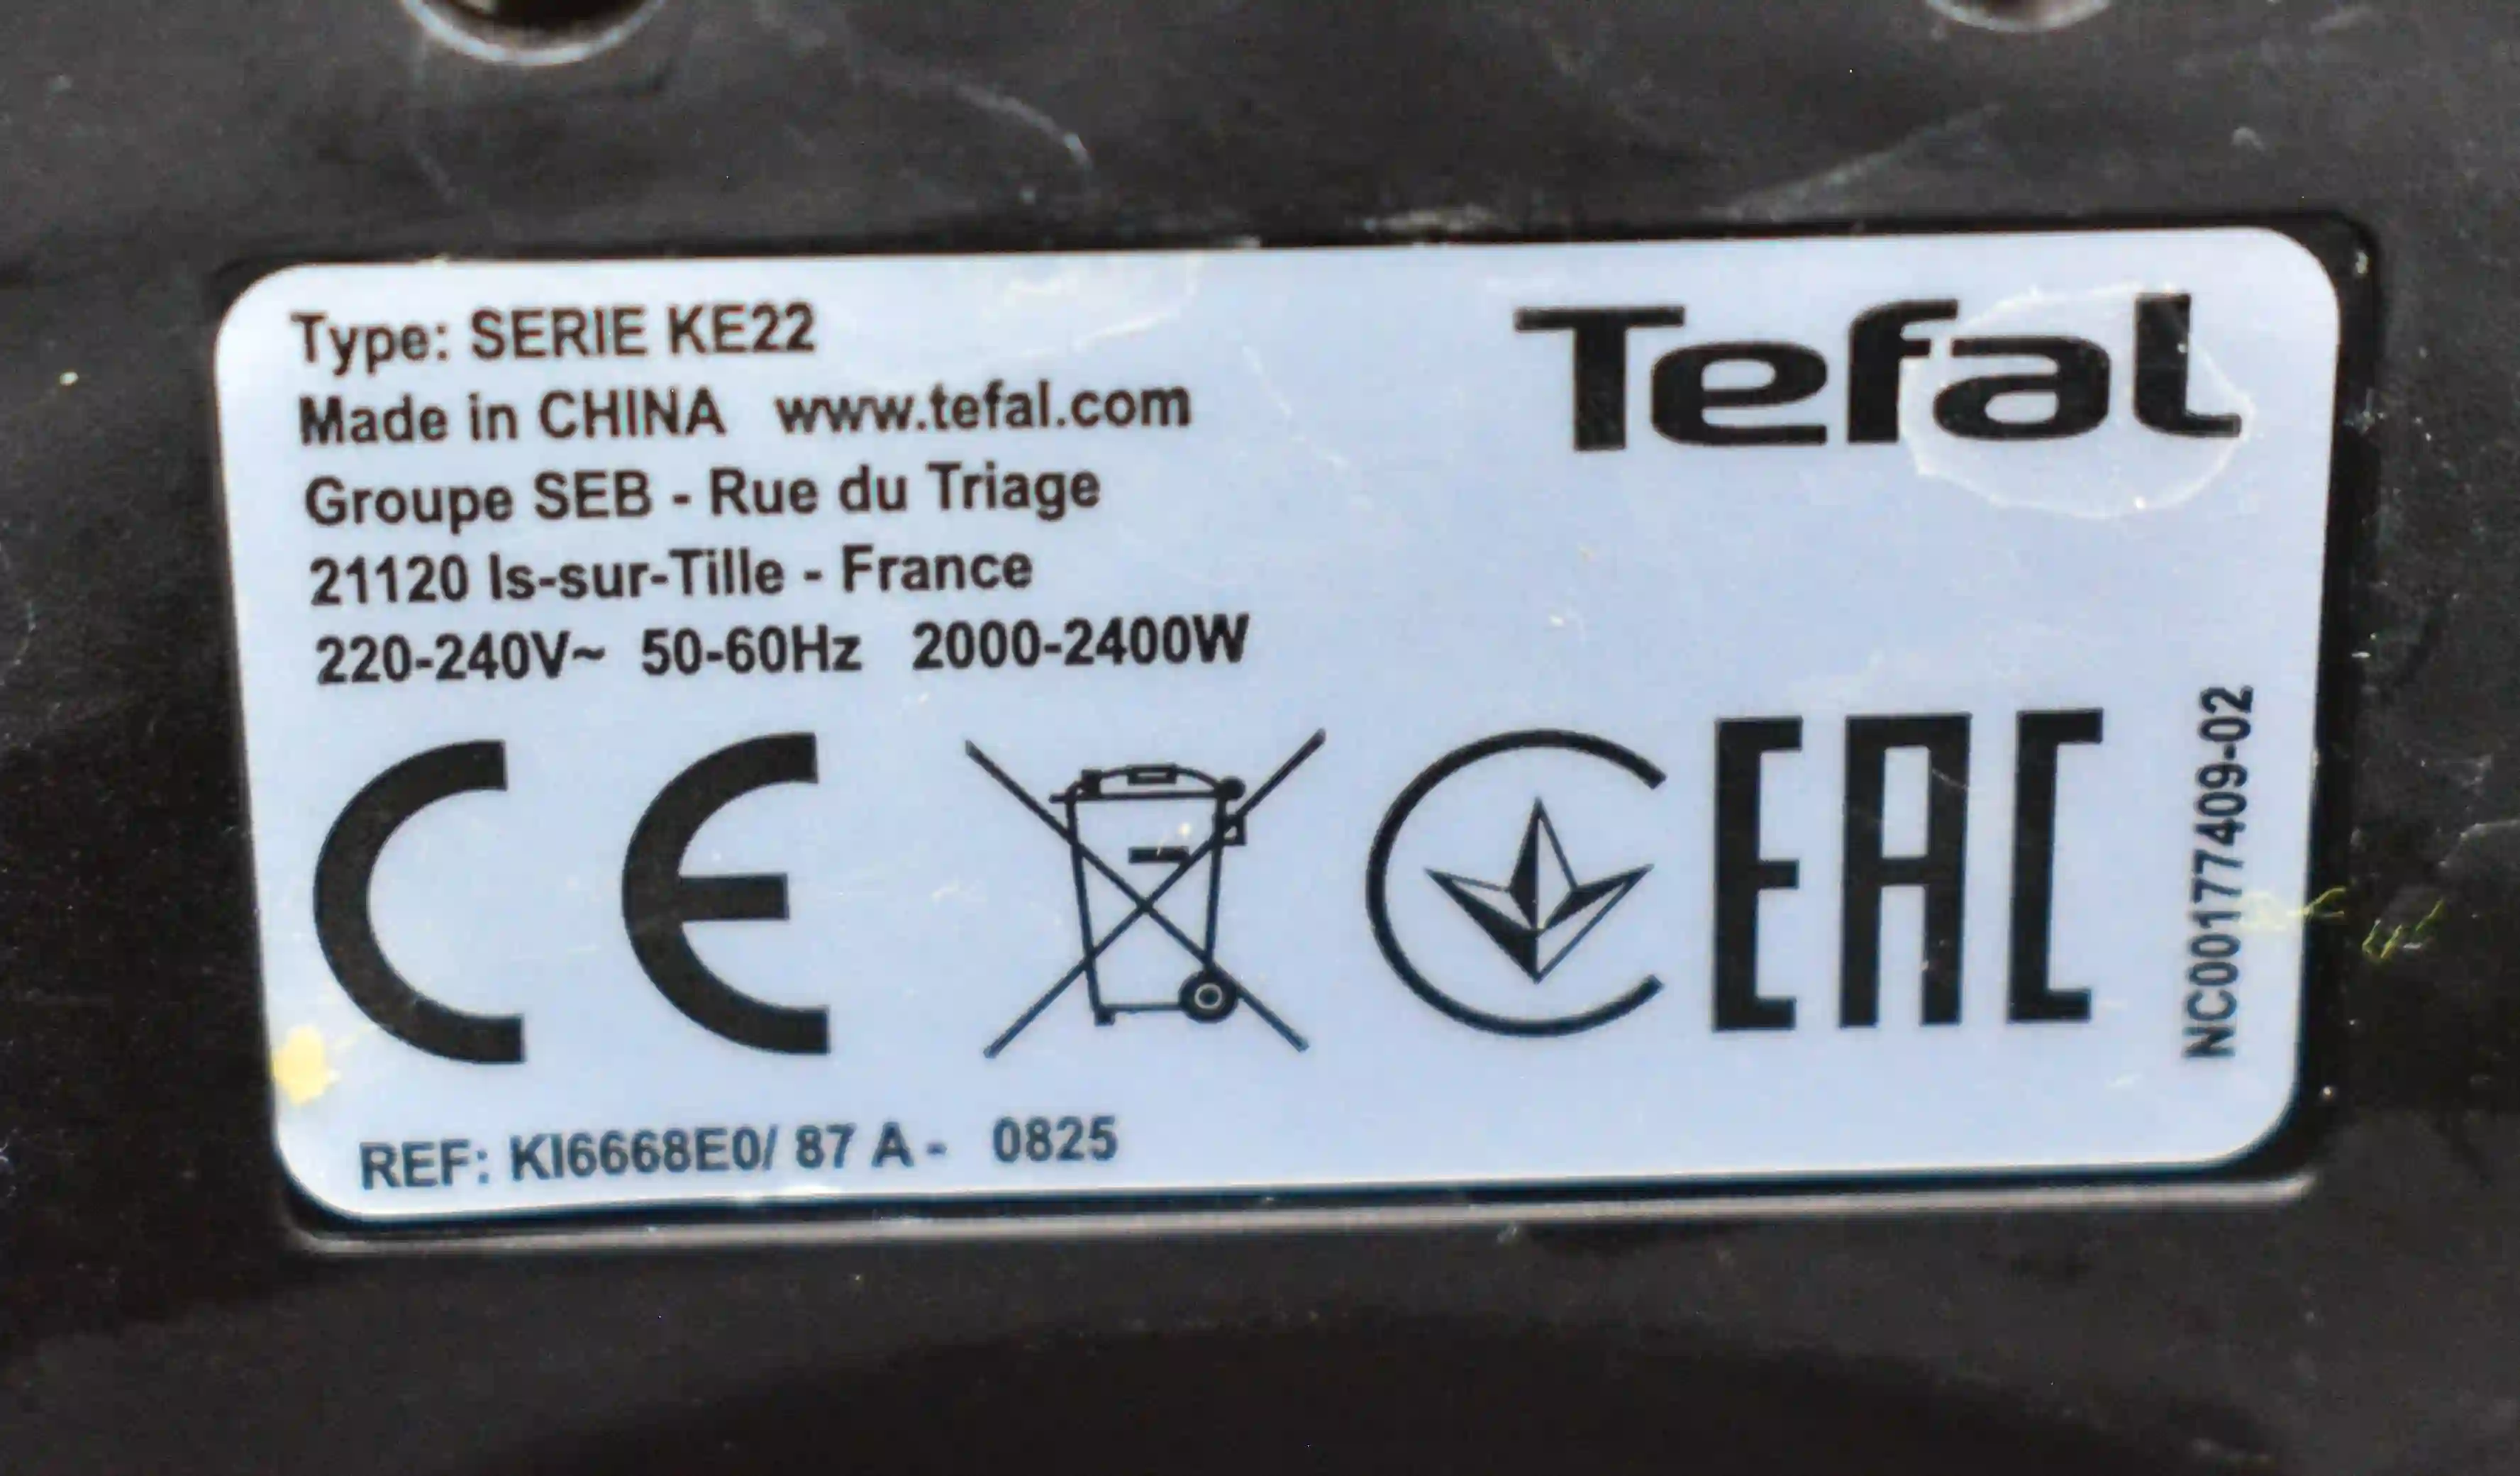 Type: SERIE KE22
Tefal
Made in CHINA www.tefal.com
Groupe SEB - Rue du Triage
21120 Is-sur-Tille - France
220-240V~ 50-60Hz 2000-2400W
CE
EAC
NC00177409-02
REF: KI6668E0/ 87 A - 0825